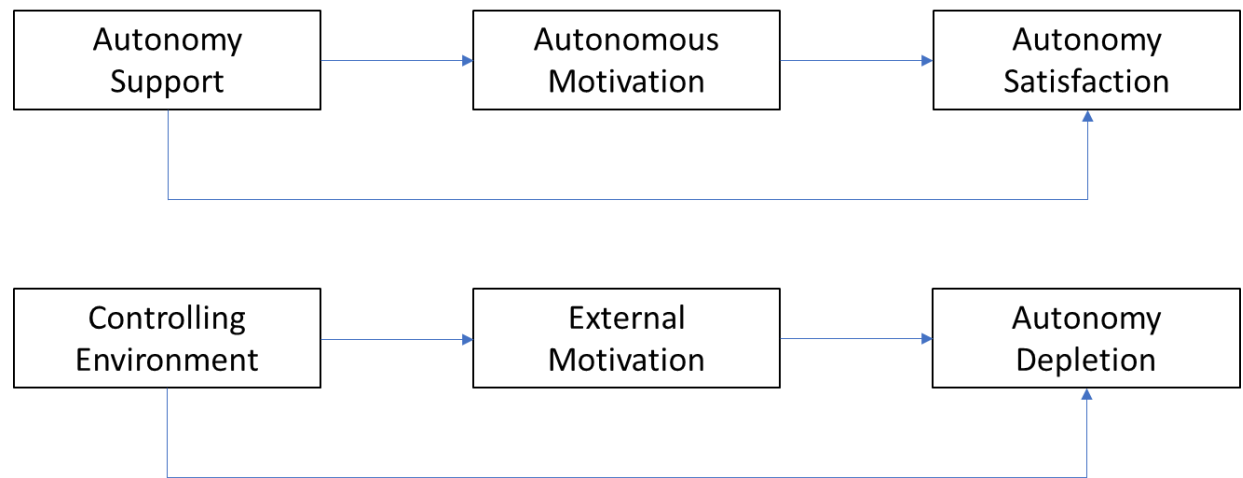 Autonomy
Support
Autonomous
Motivation
Autonomy
Satisfaction
Controlling
Environment
External
Motivation
Autonomy
Depletion